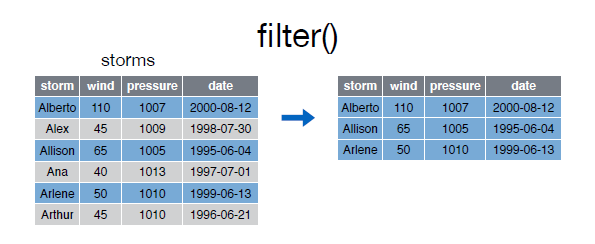 filter()
storms
storm wind pressure date
Alberto 110 1007 2000-08-12
Alex 45 1009 1998-07-30
Allison 65 1005 1995-06-04
Ana 40 1013 1997-07-01
Arlene 50 1010 1999-06-13
Arthur 45 1010 1996-06-21
storm wind pressure date
Alberto 110 1007 2000-08-12
Allison 65 1005 1995-06-04
Arlene 50 1010 1999-06-13